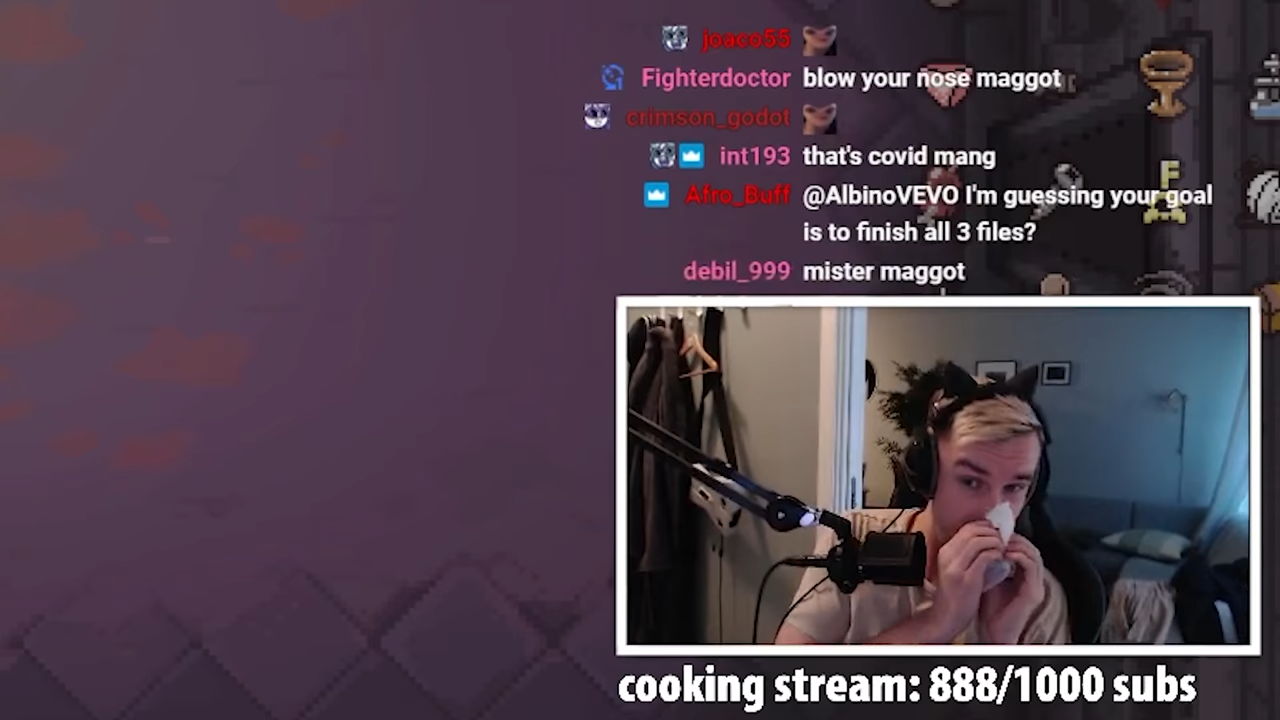 joaco55
Fighterdoctor blow your nose maggot
crimson_godot
int193 that's covid mang
Afro_Buff @AlbinoVEVO I'm guessing your goal
is to finish all 3 files?
debil_999 mister maggot
cooking stream: 888/1000 subs